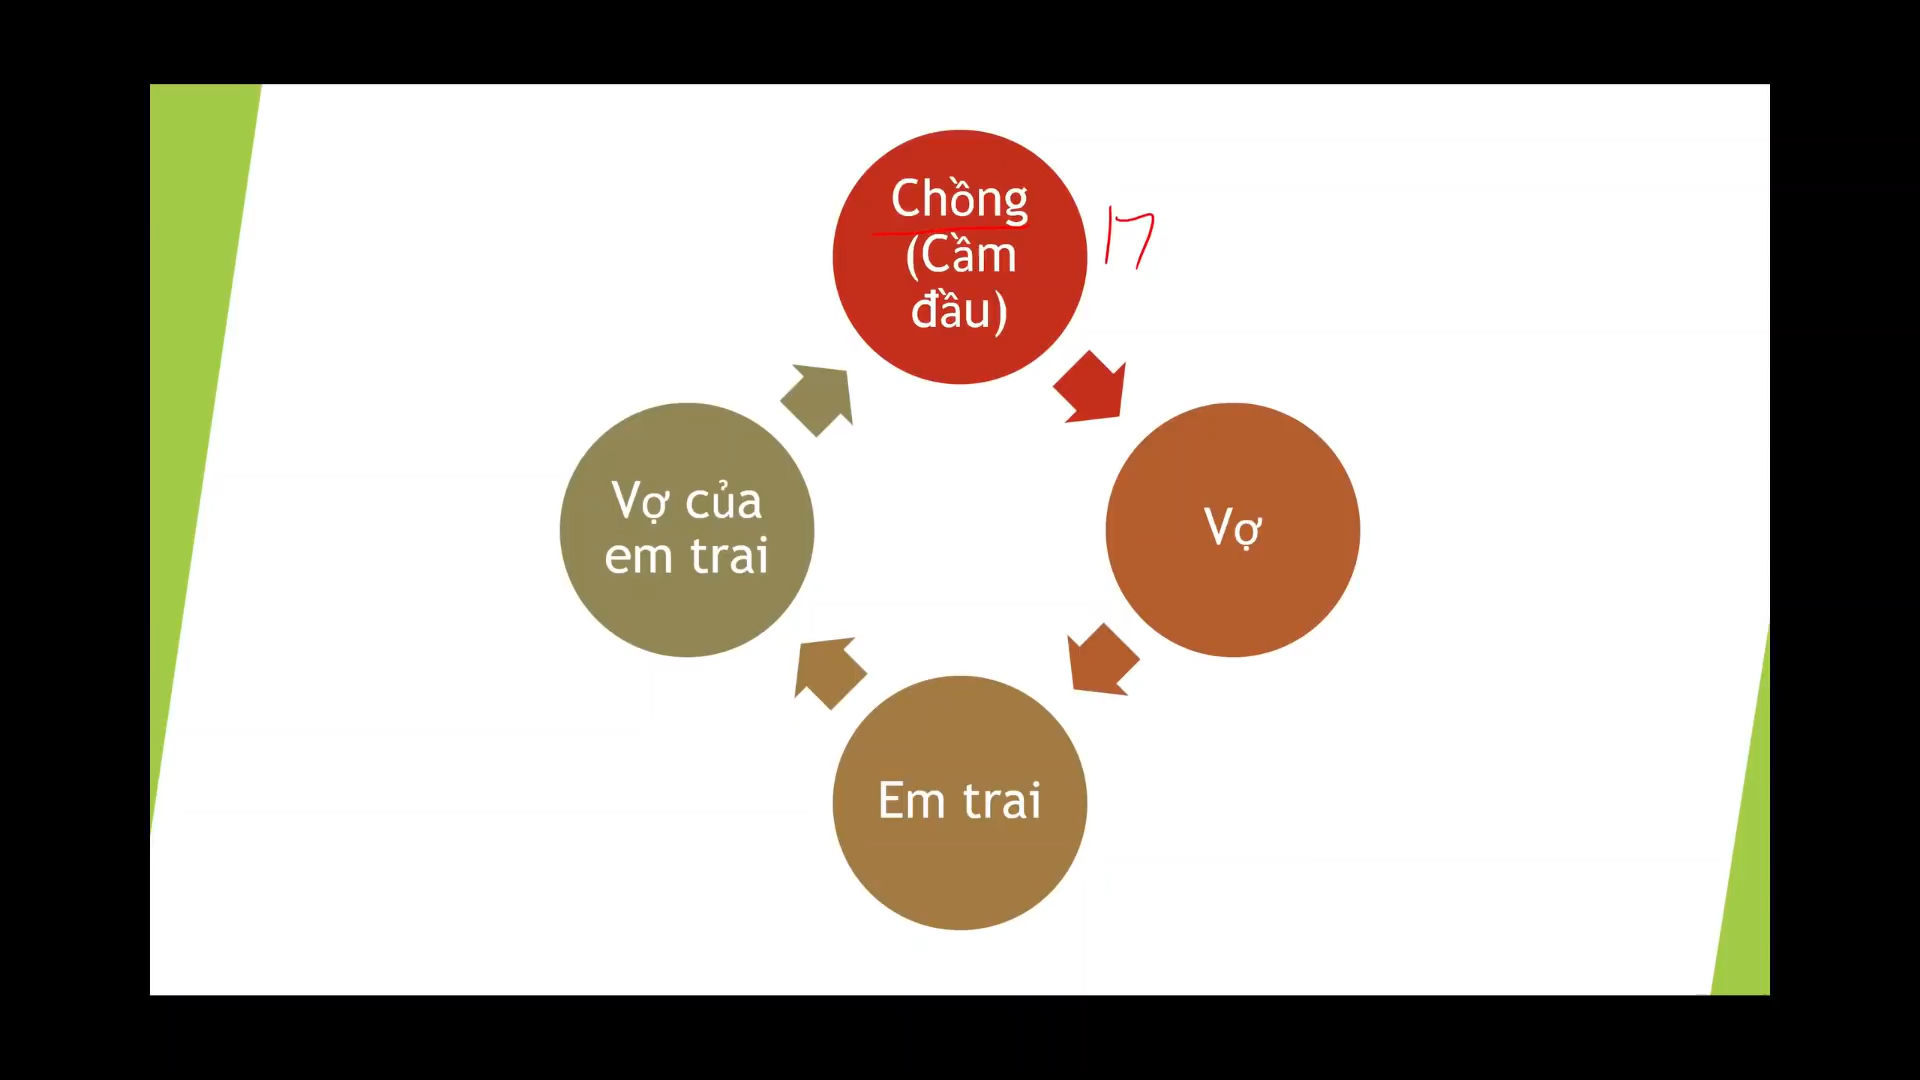 Chồng
(Cầm
đầu)
17
Vợ
Em trai
Vợ của
em trai